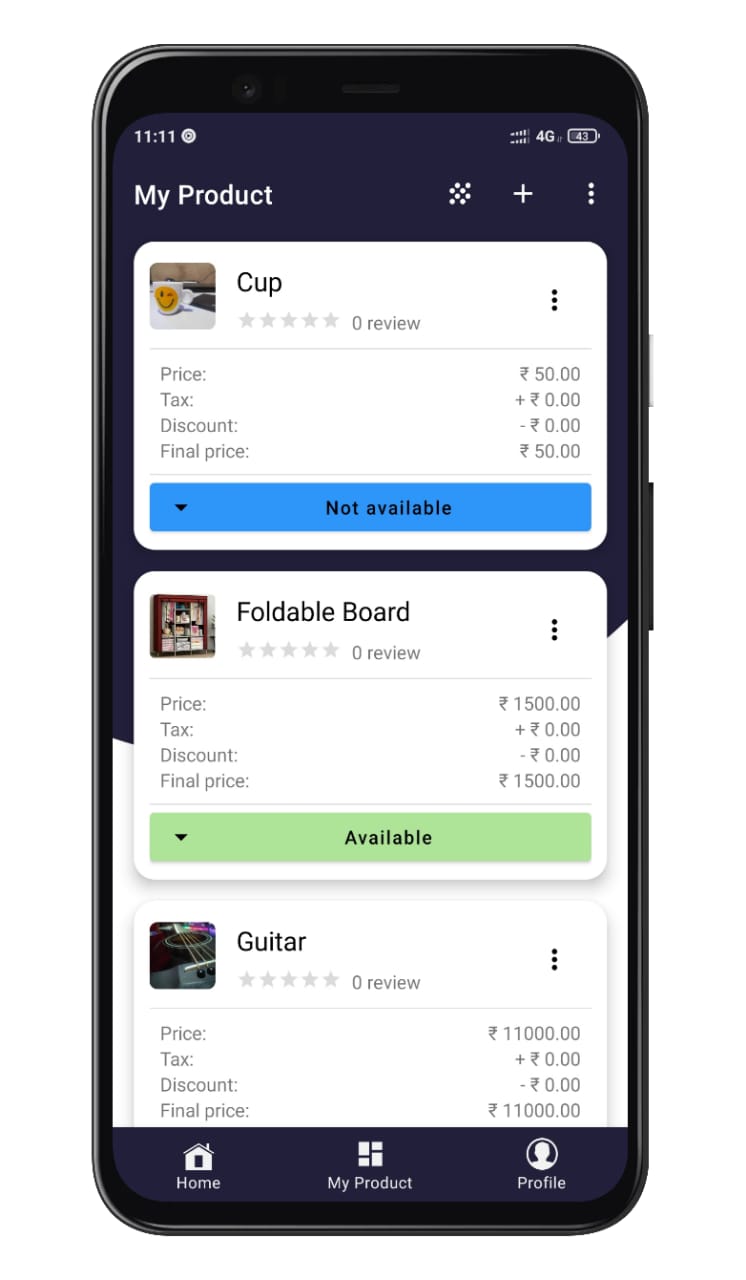 11:11 4G 43
My Product
Cup
0 review
Price: ₹ 50.00
Tax: + ₹ 0.00
Discount: - ₹ 0.00
Final price: ₹ 50.00
Not available
Foldable Board
0 review
Price: ₹ 1500.00
Tax: + ₹ 0.00
Discount: - ₹ 0.00
Final price: ₹ 1500.00
Available
Guitar
0 review
Price: ₹ 11000.00
Tax: + ₹ 0.00
Discount: - ₹ 0.00
Final price: ₹ 11000.00
Home My Product Profile